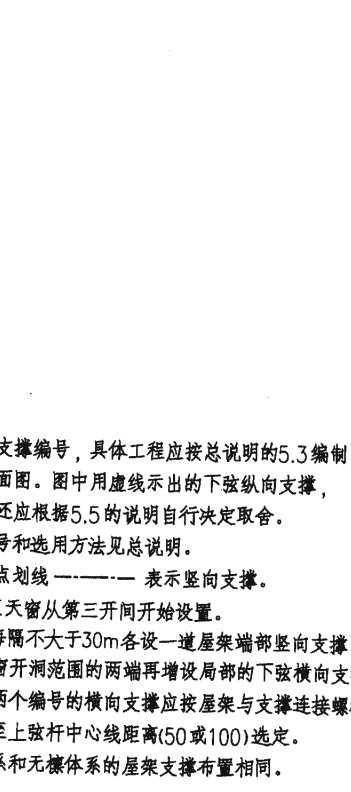 支撑编号，具体工程应按总说明的5.3编制
面图。图中用虚线示出的下弦纵向支撑，
还应根据5.5的说明自行决定取舍。
号和选用方法见总说明。
点划线 —·—·— 表示竖向支撑。
天窗从第三开间开始设置。
每隔不大于30m各设一道屋架端部竖向支撑
窗开洞范围的两端再增设局部的下弦横向支
两个编号的横向支撑应按屋架与支撑连接螺
至上弦杆中心线距离(50或100)选定。
系和无檩体系的屋架支撑布置相同。